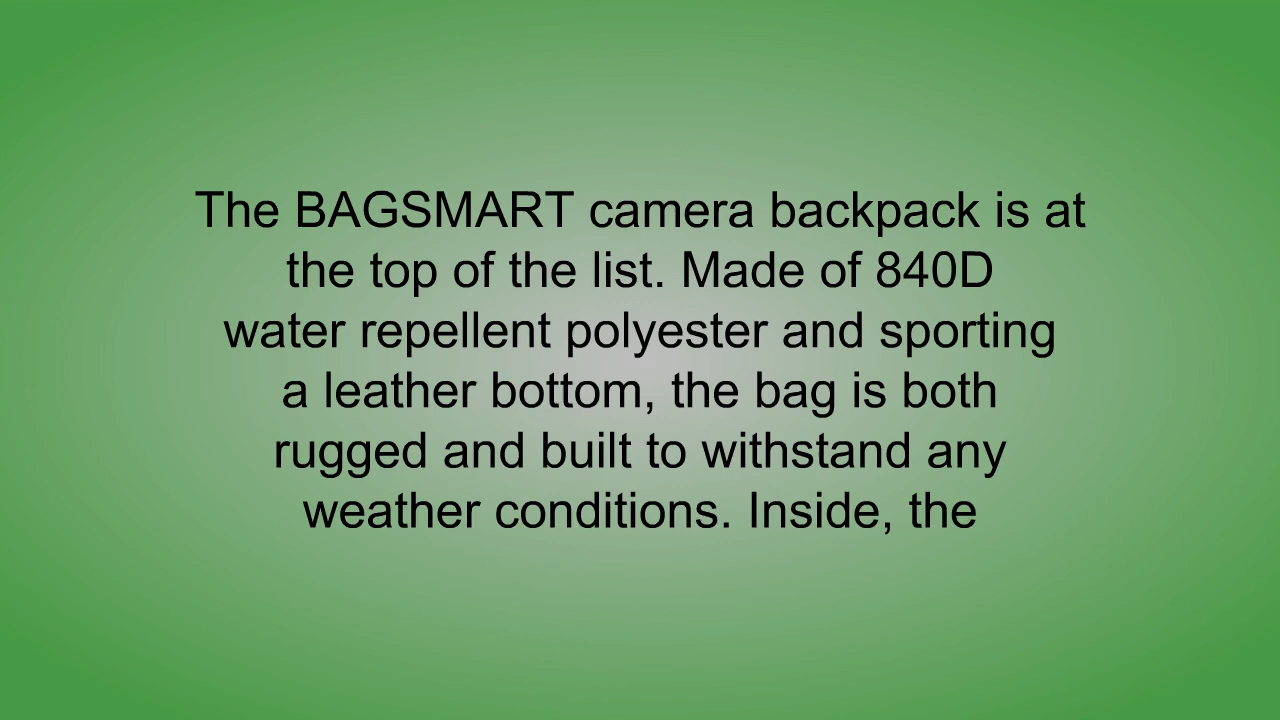 The BAGSMART camera backpack is at
the top of the list. Made of 840D
water repellent polyester and sporting
a leather bottom, the bag is both
rugged and built to withstand any
weather conditions. Inside, the